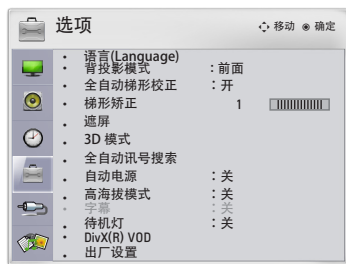 选项 移动 ◉ 确定
・ 语言(Language)
・ 背投影模式 : 前面
・ 全自动梯形校正 : 开
・ 梯形矫正 1
・ 遮屏
・ 3D 模式
・ 全自动讯号搜索
・ 自动电源 : 关
・ 高海拔模式 : 关
・ 字幕 : 关
・ 待机灯 : 关
・ DivX(R) VOD
・ 出厂设置